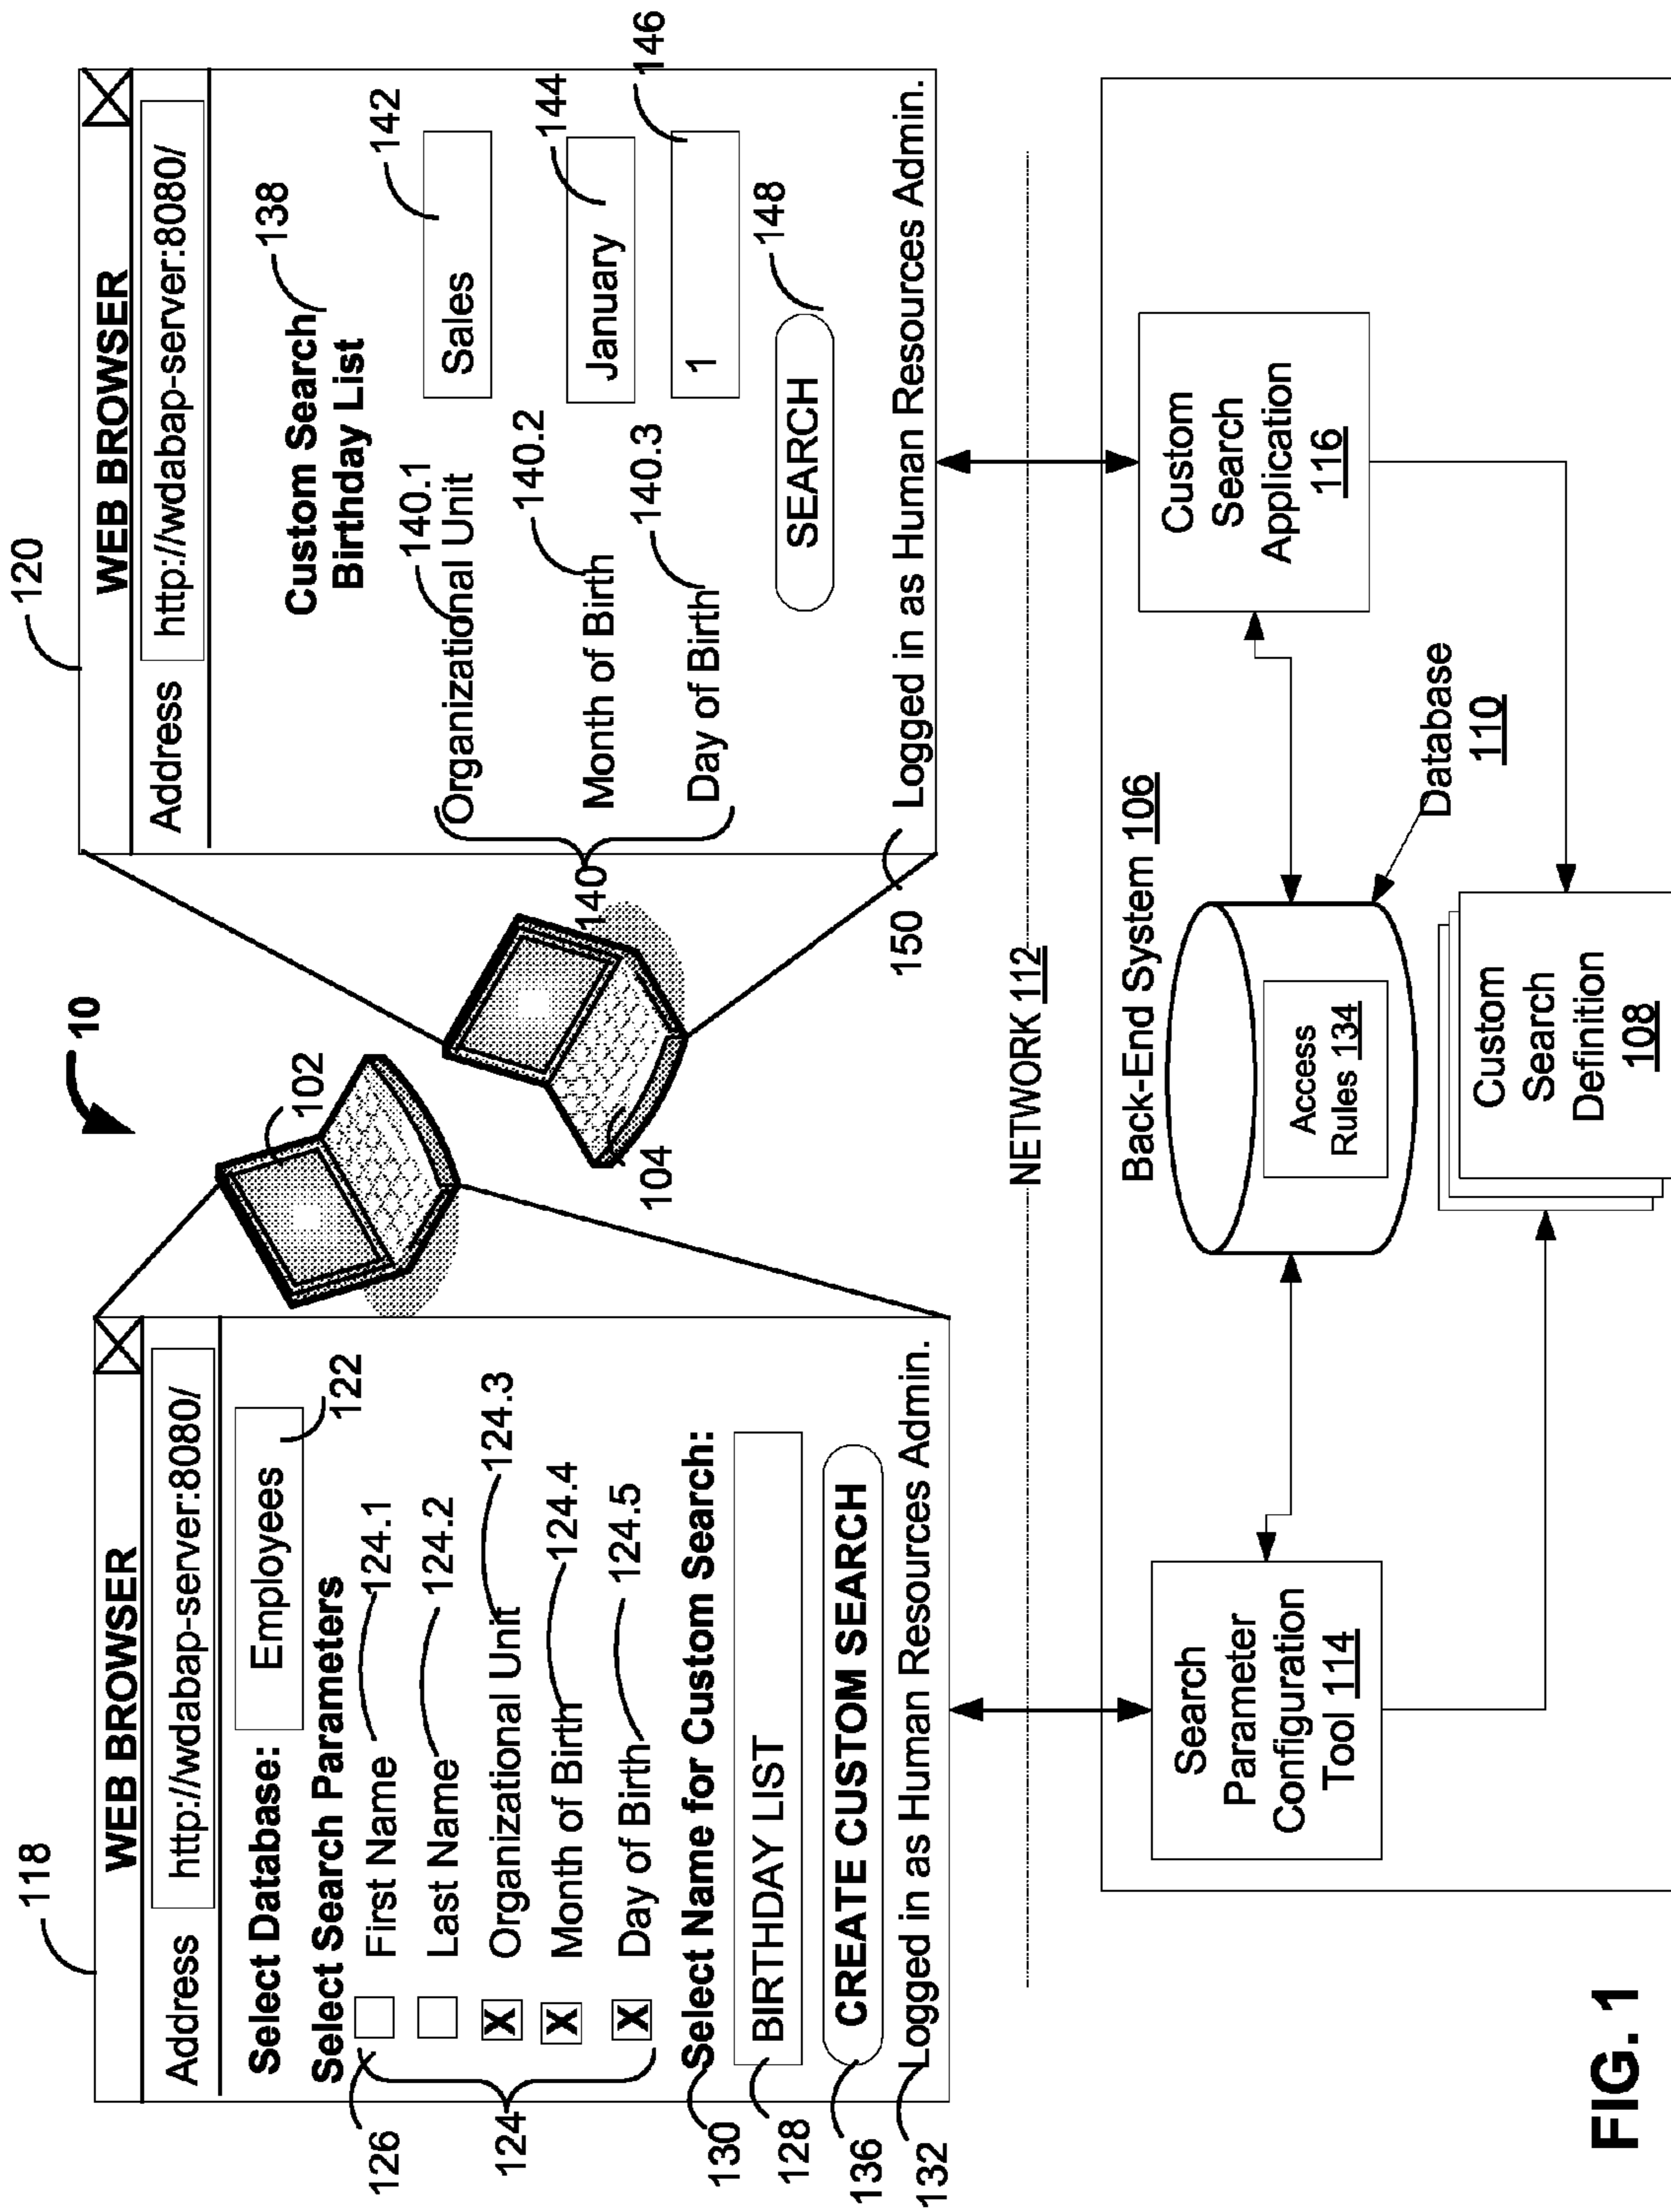 10
118
WEB BROWSER
Address
http://wdabap-server:8080/
Select Database:
Employees
122
Select Search Parameters
126
124
First Name
124.1
Last Name
124.2
X
Organizational Unit
124.3
X
Month of Birth
124.4
X
Day of Birth
124.5
130
Select Name for Custom Search:
128
BIRTHDAY LIST
136
CREATE CUSTOM SEARCH
132
Logged in as Human Resources Admin.
102
104
120
WEB BROWSER
Address
http://wdabap-server:8080/
Custom Search
138
Birthday List
140
140.1
Organizational Unit
Sales
142
140.2
Month of Birth
January
144
140.3
Day of Birth
1
146
SEARCH
148
150
Logged in as Human Resources Admin.
NETWORK 112
Back-End System 106
Search
Parameter
Configuration
Tool 114
Access
Rules 134
Database
110
Custom
Search
Application
116
Custom
Search
Definition
108
FIG. 1